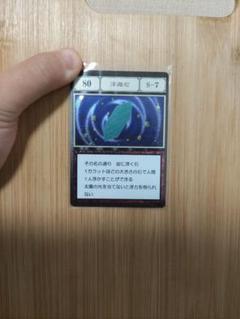 80 浮遊石 S-7
その名の通り 宙に浮く石
1カラットほどの大きさの石で人間
1人浮かすことができる
太陽の光を当てないと浮力を得られ
ない